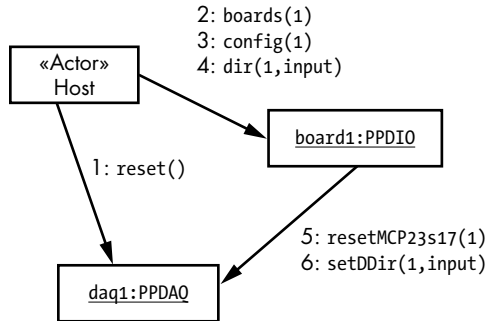 2: boards(1)
3: config(1)
4: dir(1,input)
«Actor»
Host
board1:PPDIO
1: reset()
5: resetMCP23s17(1)
6: setDDir(1,input)
daq1:PPDAQ